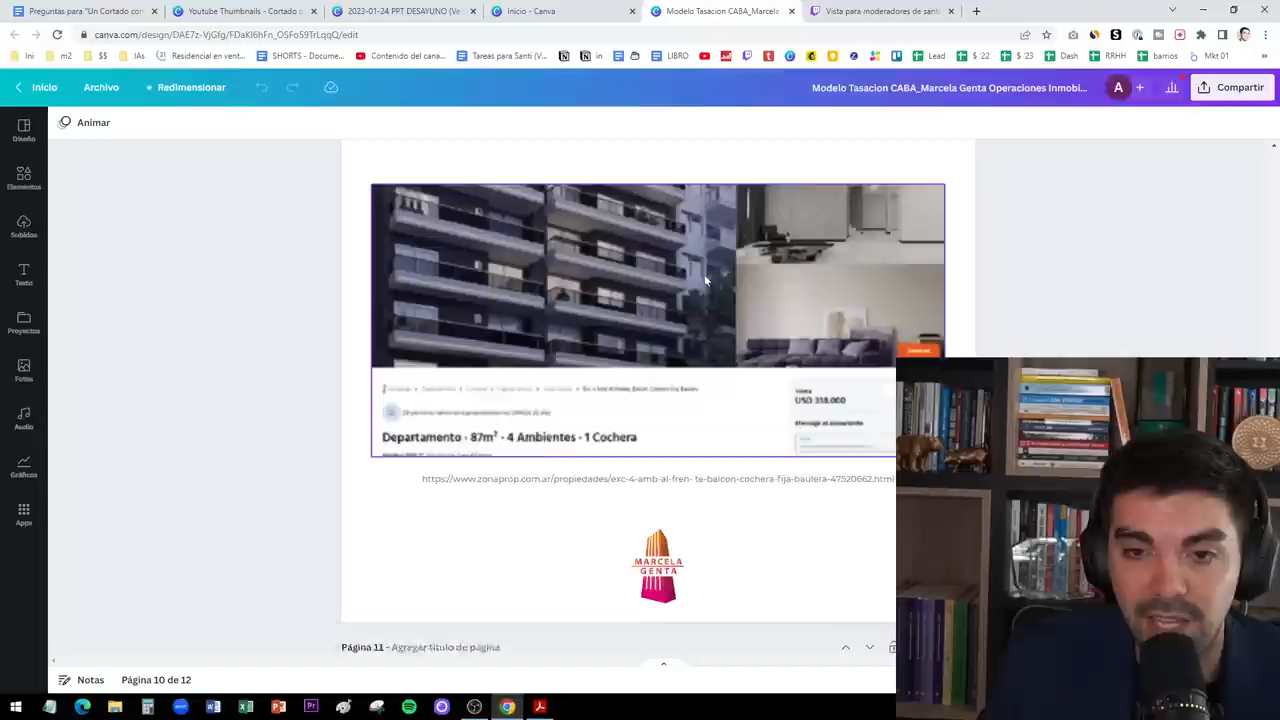 Preguntas para "Un Cortado con
Youtube Thumbnails - Cortado c
2023-01-24 PPT DESAYUNO (Ve
Inicio - Canva
Modelo Tasacion CABA_Marcela
Vista para moderadores de sant
canva.com/design/DAE7z-VjGfg/FDaKl6hFn_O5Fo59TrLqqQ/edit
Ini
m2
$$
IAs
Residencial en vent...
SHORTS - Docume...
Contenido del cana...
Tareas para Santi (V...
in
LIBRO
Lead
$ '22
$ '23
Dash
RRHH
barrios
Mkt 01
»
Inicio
Archivo
Redimensionar
Modelo Tasacion CABA_Marcela Genta Operaciones Inmobi...
A
+
Compartir
Animar
Diseño
Elementos
Subidos
Texto
Proyectos
Fotos
Audio
Gráficos
Apps
Venta
USD 338.000
Departamento · 87m² · 4 Ambientes · 1 Cochera
https://www.zonaprop.com.ar/propiedades/exc-4-amb-al-fren- te-balcon-cochera-fija-baulera-47520662.html
MARCELA
GENTA
Página 11 - Agregar título de página
Notas
Página 10 de 12